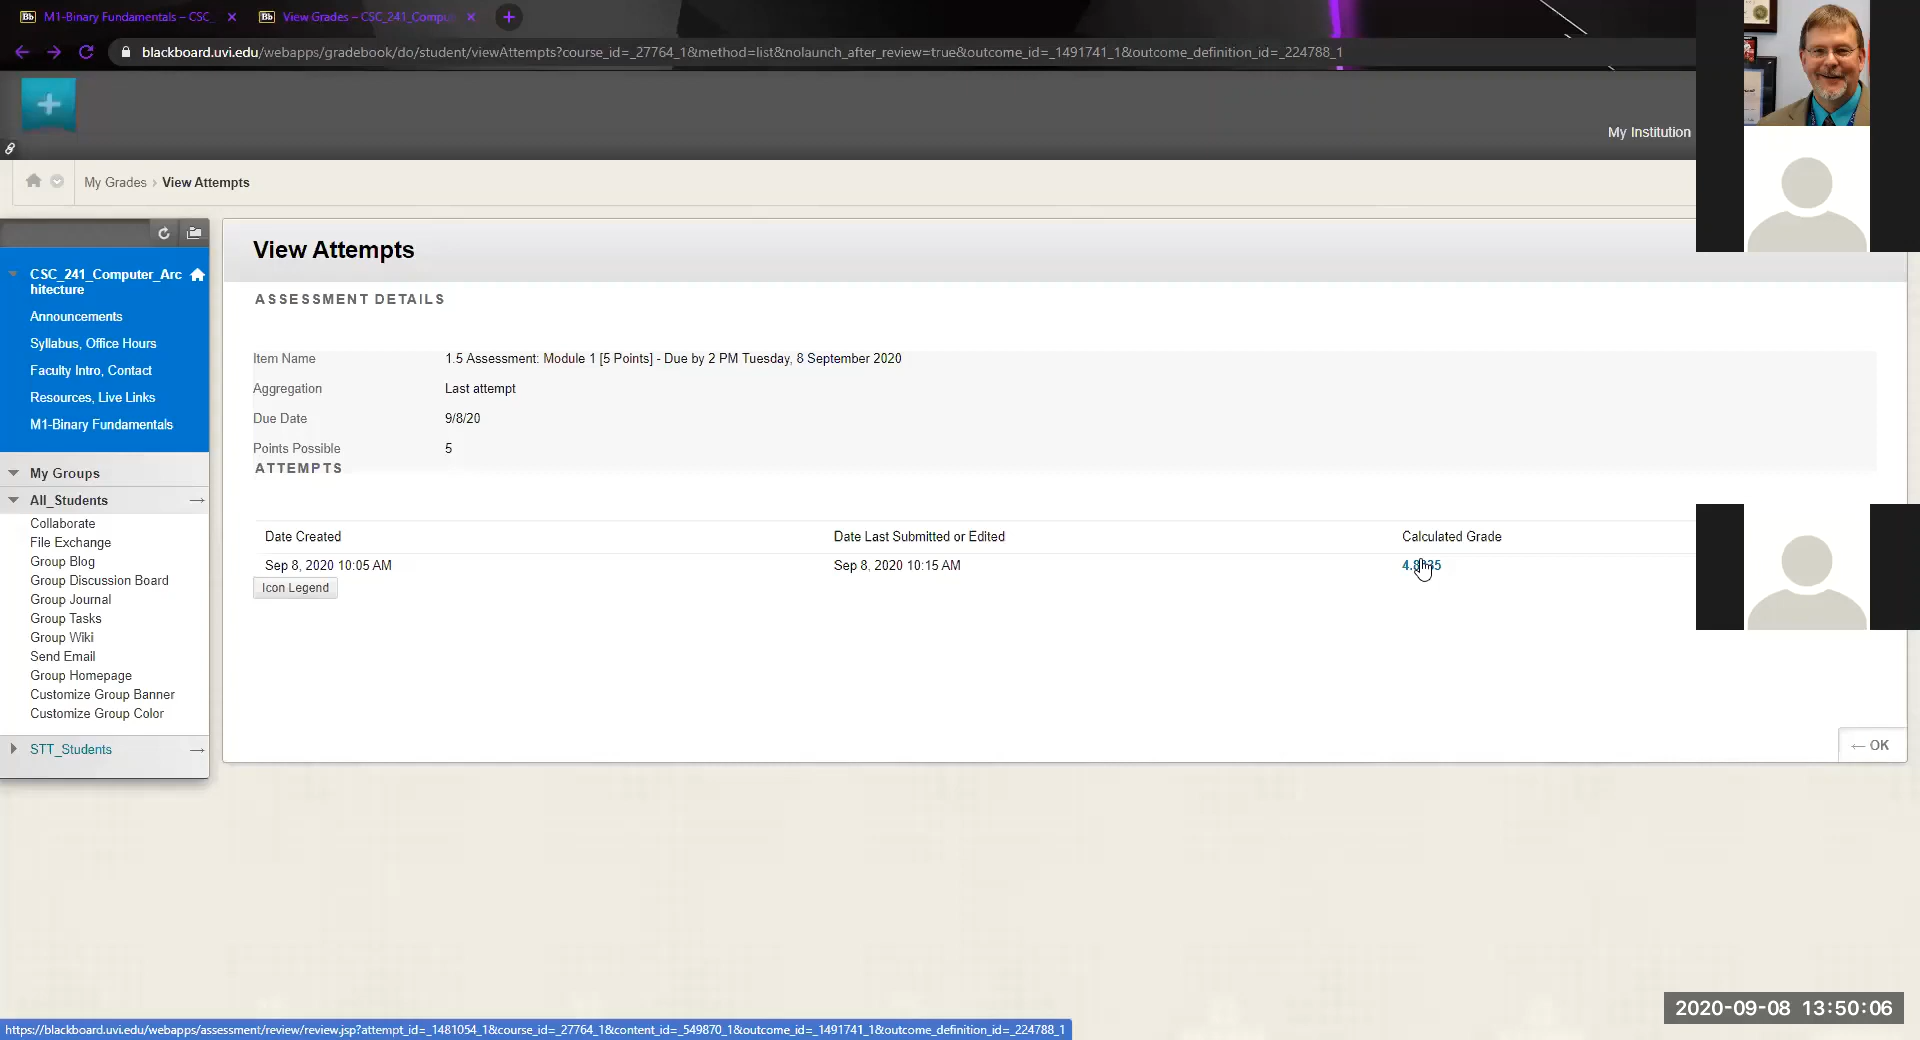 M1-Binary Fundamentals – CSC_
View Grades – CSC_241_Compu
blackboard.uvi.edu/webapps/gradebook/do/student/viewAttempts?course_id=_27764_1&method=list&nolaunch_after_review=true&outcome_id=_1491741_1&outcome_definition_id=_224788_1
My Institution
My Grades > View Attempts
View Attempts
CSC_241_Computer_Arc
hitecture
Announcements
Syllabus, Office Hours
Faculty Intro, Contact
Resources, Live Links
M1-Binary Fundamentals
My Groups
All_Students
Collaborate
File Exchange
Group Blog
Group Discussion Board
Group Journal
Group Tasks
Group Wiki
Send Email
Group Homepage
Customize Group Banner
Customize Group Color
STT_Students
ASSESSMENT DETAILS
Item Name 1.5 Assessment: Module 1 [5 Points] - Due by 2 PM Tuesday, 8 September 2020
Aggregation Last attempt
Due Date 9/8/20
Points Possible 5
ATTEMPTS
Date Created Date Last Submitted or Edited Calculated Grade
Sep 8, 2020 10:05 AM Sep 8, 2020 10:15 AM
Icon Legend
← OK
2020-09-08 13:50:06
https://blackboard.uvi.edu/webapps/assessment/review/review.jsp?attempt_id=_1481054_1&course_id=_27764_1&content_id=_549870_1&outcome_id=_1491741_1&outcome_definition_id=_224788_1